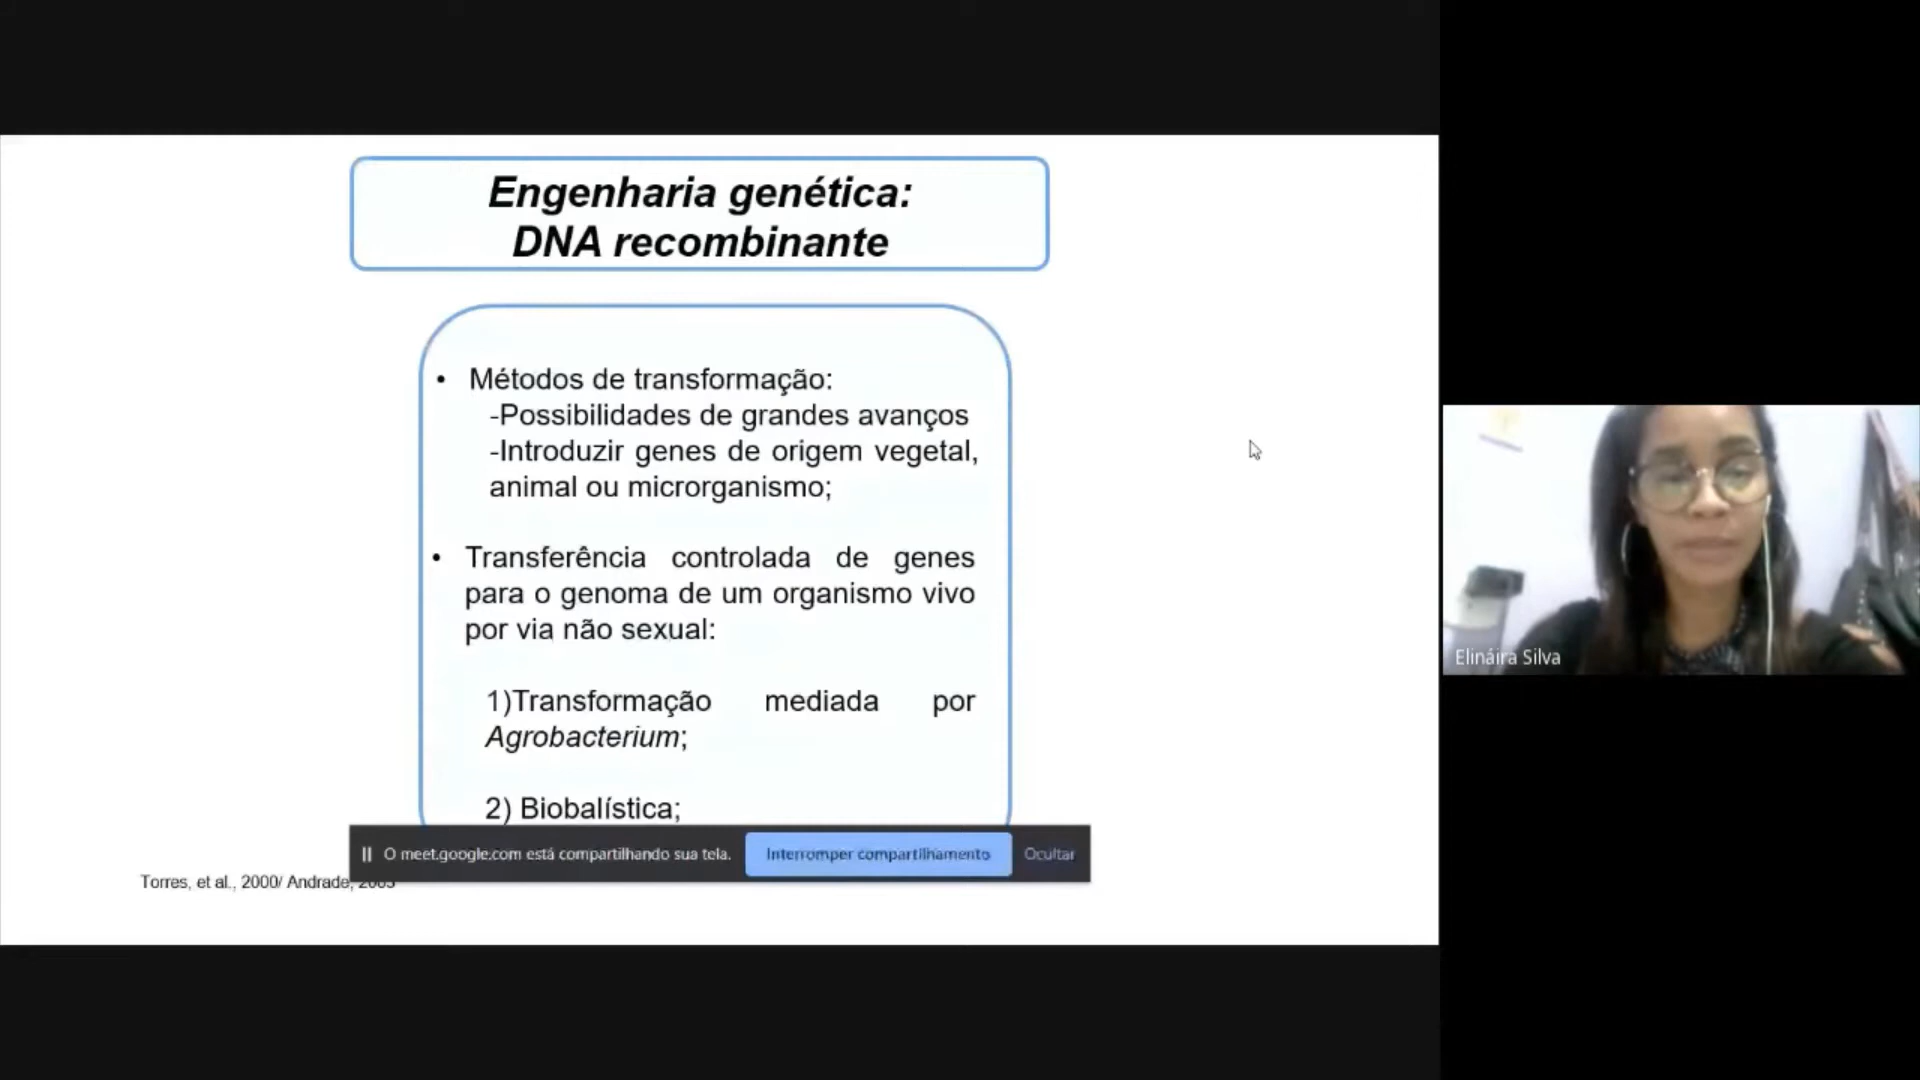 Engenharia genética:
DNA recombinante
• Métodos de transformação:
-Possibilidades de grandes avanços
-Introduzir genes de origem vegetal,
animal ou microrganismo;
• Transferência controlada de genes
para o genoma de um organismo vivo
por via não sexual:
1)Transformação mediada por
Agrobacterium;
2) Biobalística;
O meet.google.com está compartilhando sua tela.
Interromper compartilhamento
Ocultar
Torres, et al., 2000/ Andrade,
Elináira Silva